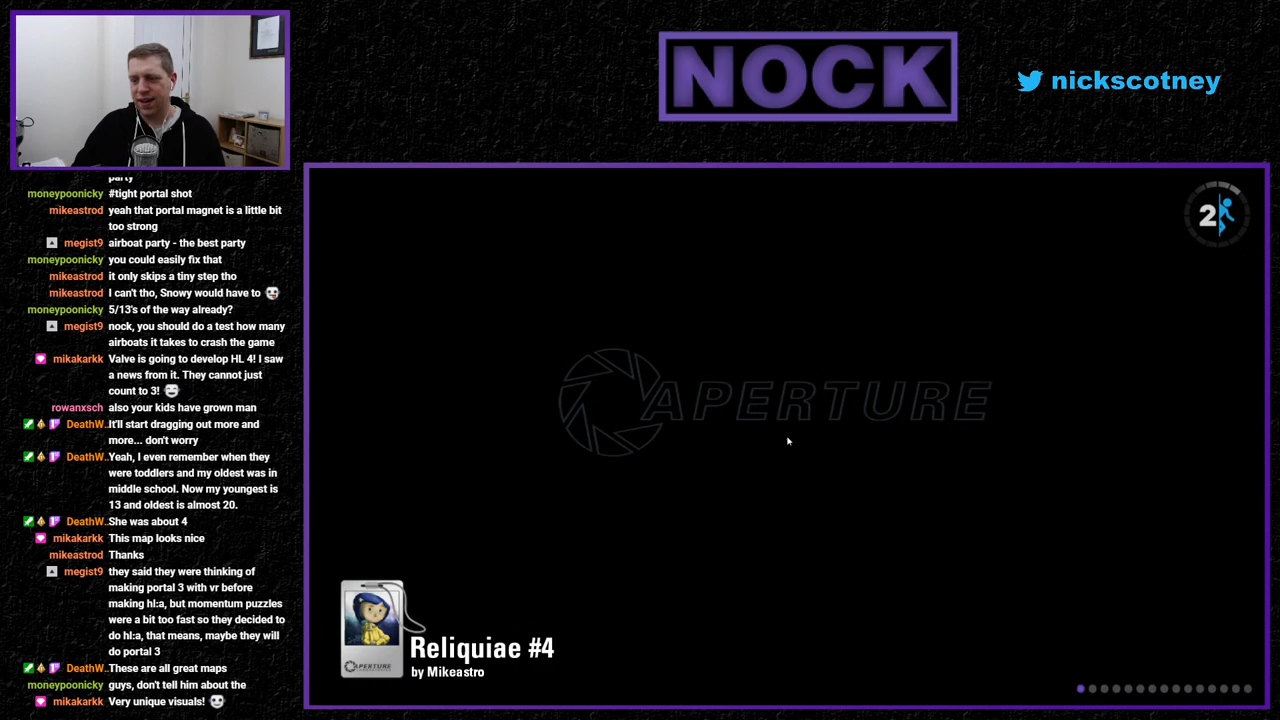 NOCK
nickscotney
party
moneypoonicky #tight portal shot
mikeastrod yeah that portal magnet is a little bit
too strong
megist9 airboat party - the best party
moneypoonicky you could easily fix that
mikeastrod it only skips a tiny step tho
mikeastrod I can't tho, Snowy would have to
moneypoonicky 5/13's of the way already?
megist9 nock, you should do a test how many
airboats it takes to crash the game
mikakarkk Valve is going to develop HL 4! I saw
a news from it. They cannot just
count to 3!
rowanxsch also your kids have grown man
DeathW.. It'll start dragging out more and
more... don't worry
DeathW.. Yeah, I even remember when they
were toddlers and my oldest was in
middle school. Now my youngest is
13 and oldest is almost 20.
DeathW.. She was about 4
mikakarkk This map looks nice
mikeastrod Thanks
megist9 they said they were thinking of
making portal 3 with vr before
making hl:a, but momentum puzzles
were a bit too fast so they decided to
do hl:a, that means, maybe they will
do portal 3
DeathW.. These are all great maps
moneypoonicky guys, don't tell him about the
mikakarkk Very unique visuals!
2
APERTURE
APERTURE
Reliquiae #4
by Mikeastro